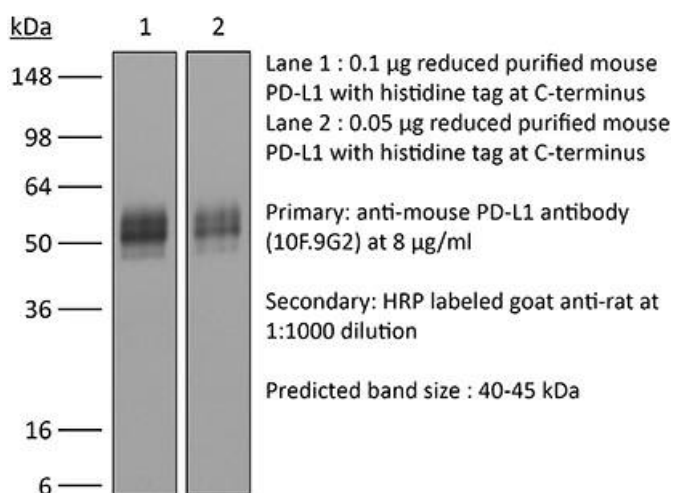 kDa
1 2
148
98
64
50
36
16
6
Lane 1 : 0.1 µg reduced purified mouse
PD-L1 with histidine tag at C-terminus
Lane 2 : 0.05 µg reduced purified mouse
PD-L1 with histidine tag at C-terminus
Primary: anti-mouse PD-L1 antibody
(10F.9G2) at 8 µg/ml
Secondary: HRP labeled goat anti-rat at
1:1000 dilution
Predicted band size : 40-45 kDa